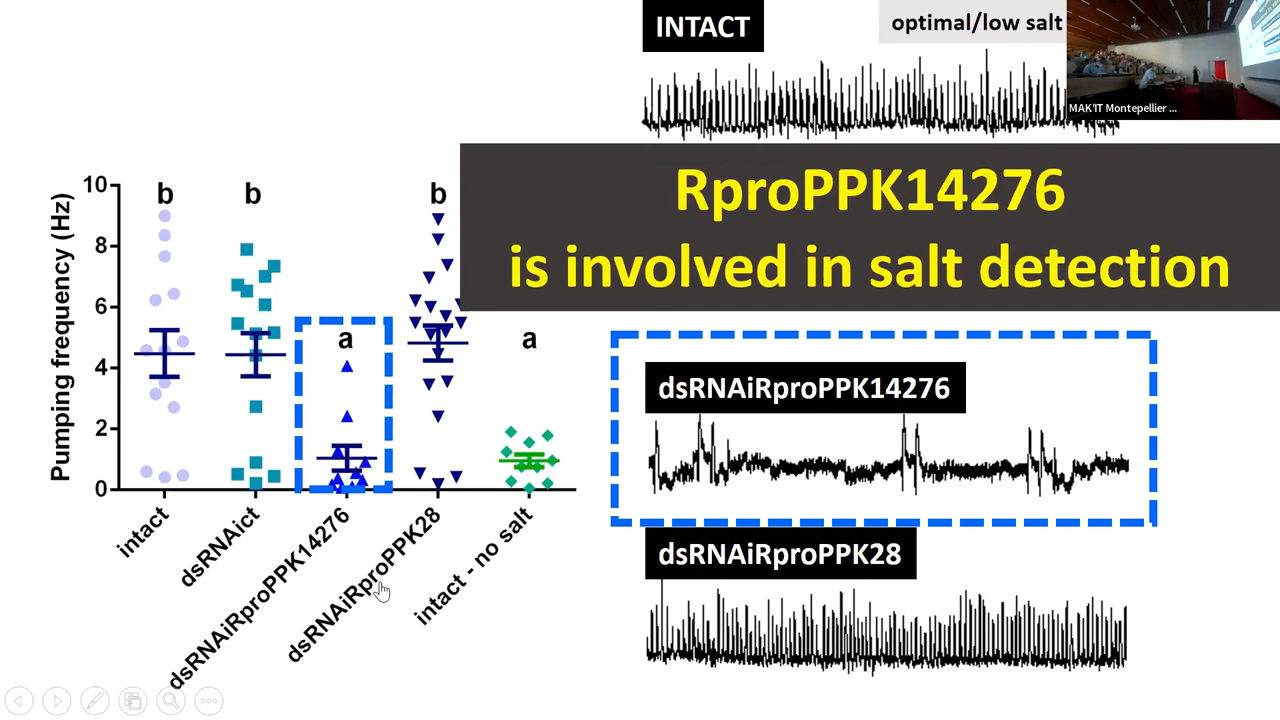 INTACT
optimal/low salt
MAK'IT Montepellier ...
RproPPK14276
is involved in salt detection
Pumping frequency (Hz)
10
8
6
4
2
0
b
b
a
b
a
intact
dsRNAict
dsRNAiRproPPK14276
dsRNAiRproPPK28
intact - no salt
dsRNAiRproPPK14276
dsRNAiRproPPK28